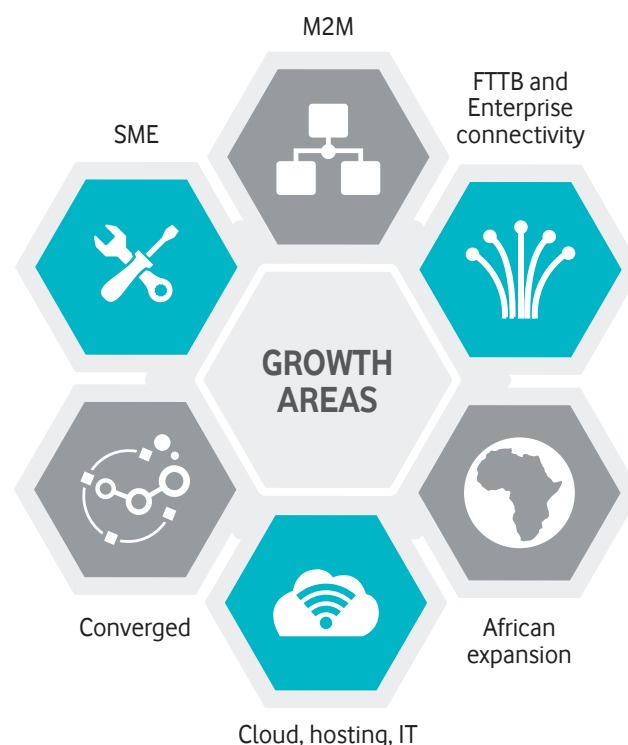 M2M
FTTB and
Enterprise
connectivity
SME
GROWTH
AREAS
Converged
African
expansion
Cloud, hosting, IT